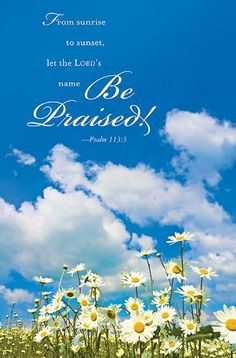 From sunrise
to sunset,
let the LORD's
name Be
Praised!
—Psalm 113:3